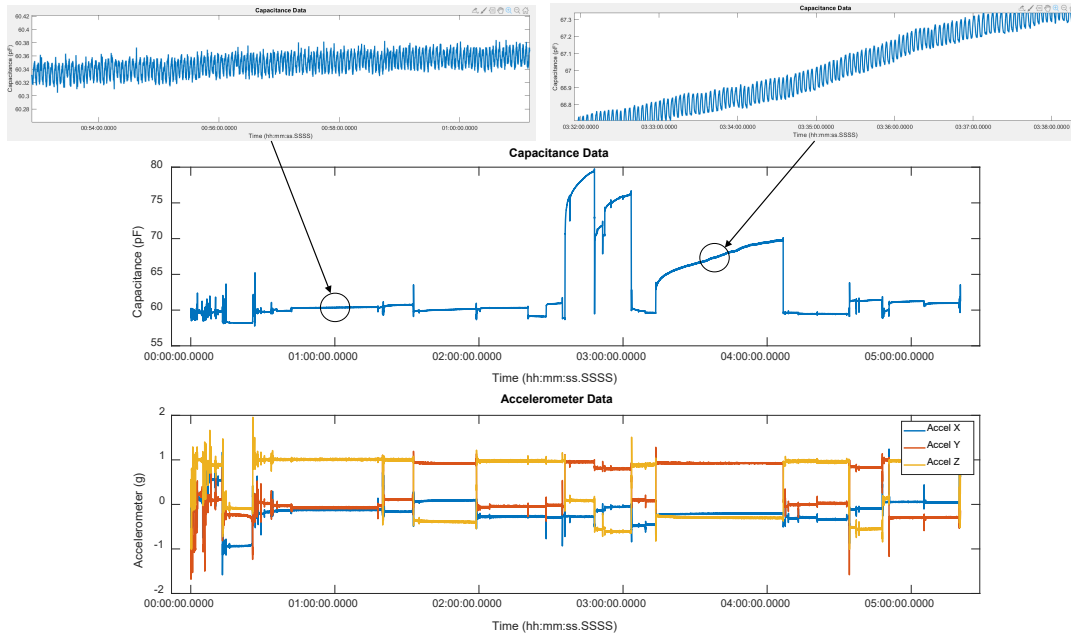 Capacitance Data
Capacitance (pF)
60.42
60.4
60.38
60.36
60.34
60.32
60.3
60.28
60.26
00:54:00.0000 00:56:00.0000 00:58:00.0000 01:00:00.0000
Time (hh:mm:ss.SSSS)
Capacitance Data
Capacitance (pF)
67.3
67.2
67.1
67
66.9
66.8
03:32:00.0000 03:33:00.0000 03:34:00.0000 03:35:00.0000 03:36:00.0000 03:37:00.0000 03:38:00.0000
Time (hh:mm:ss.SSSS)
Capacitance Data
Capacitance (pF)
80
75
70
65
60
55
00:00:00.0000 01:00:00.0000 02:00:00.0000 03:00:00.0000 04:00:00.0000 05:00:00.0000
Time (hh:mm:ss.SSSS)
Accelerometer Data
Accelerometer (g)
2
1
0
-1
-2
Accel X
Accel Y
Accel Z
00:00:00.0000 01:00:00.0000 02:00:00.0000 03:00:00.0000 04:00:00.0000 05:00:00.0000
Time (hh:mm:ss.SSSS)